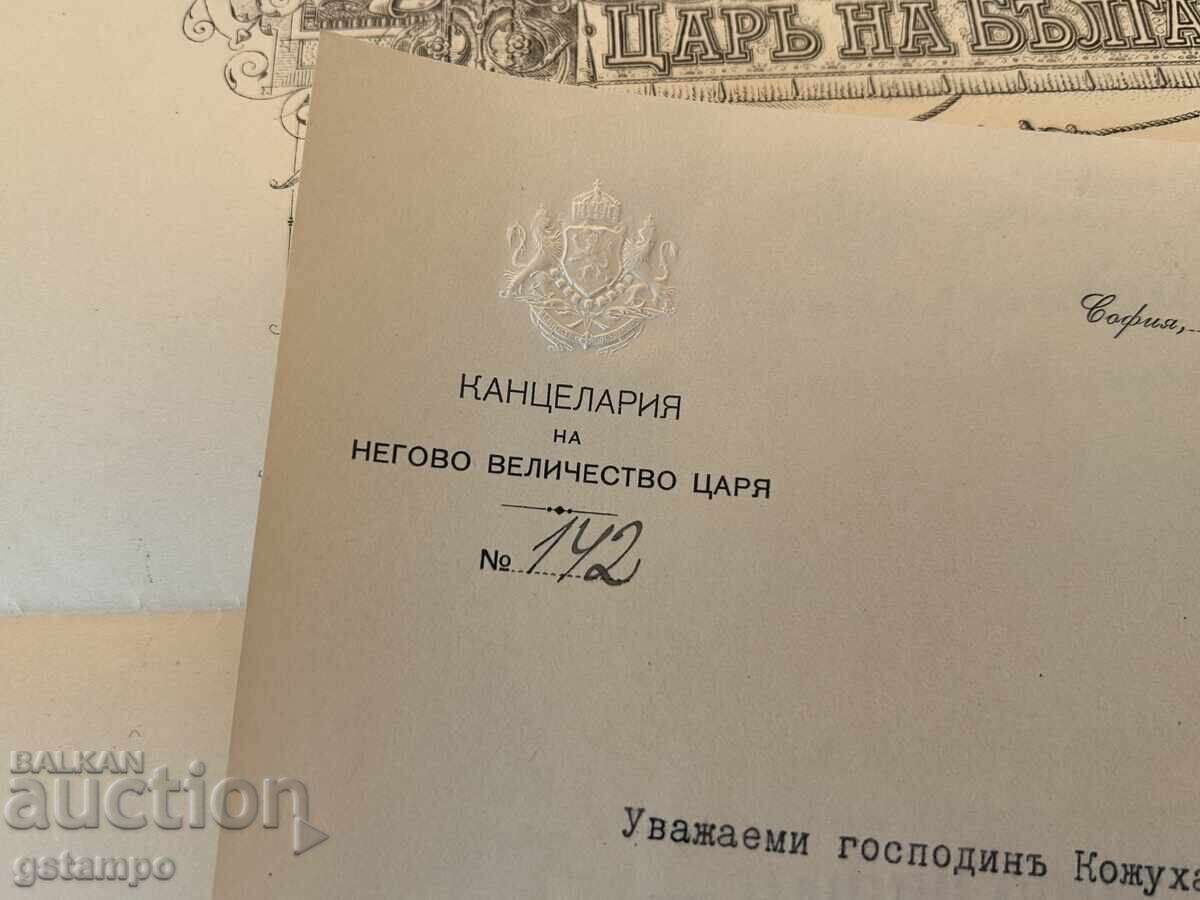 ЦАРЬ НА БЪЛГА
София,
КАНЦЕЛАРИЯ
НА
НЕГОВО ВЕЛИЧЕСТВО ЦАРЯ
№ 142
Уважаеми господинъ Кожуха
BALKAN
auction
gstampo